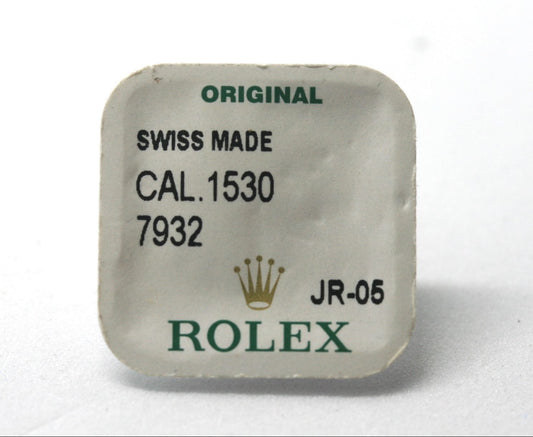 ORIGINAL
SWISS MADE
CAL.1530
7932
JR-05
ROLEX